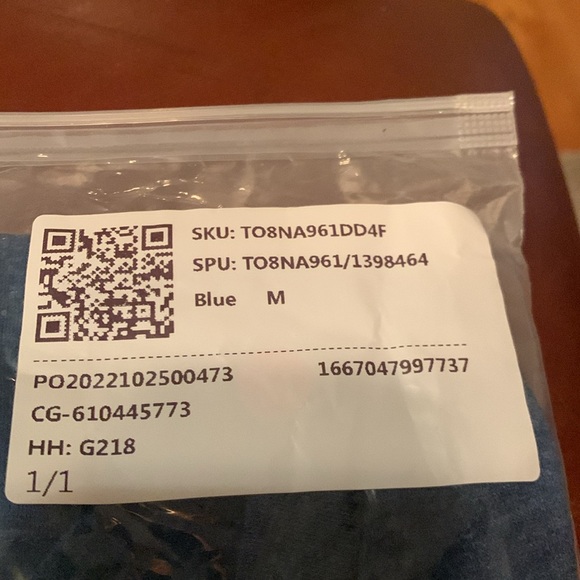 SKU: TO8NA961DD4F
SPU: TO8NA961/1398464
Blue M
PO2022102500473 1667047997737
CG-610445773
HH: G218
1/1